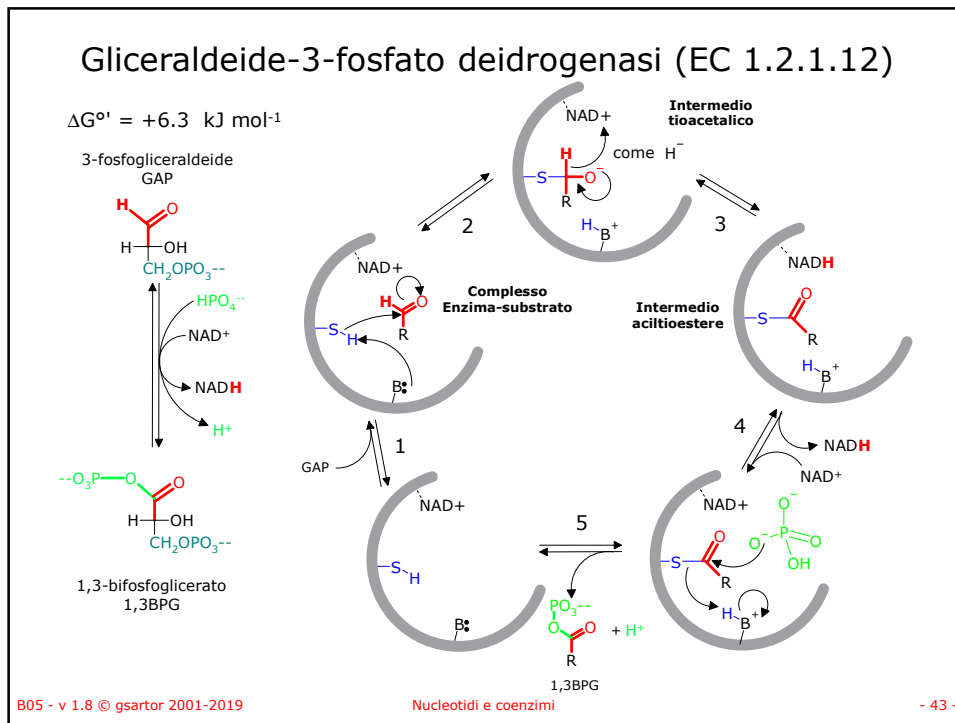 Gliceraldeide-3-fosfato deidrogenasi (EC 1.2.1.12)
ΔG°' = +6.3 kJ mol-1
3-fosfogliceraldeide
GAP
H
O
H
OH
CH2OPO3--
HPO4--
NAD+
NADH
H+
--O3P
O
O
H
OH
CH2OPO3--
1,3-bifosfoglicerato
1,3BPG
NAD+
Intermedio
tioacetalico
H
come H−
S
O−
R
H
B+
2
3
NAD+
Complesso
Enzima-substrato
H
O
R
S
H
B:
NADH
Intermedio
aciltioestere
O
S
R
H
B+
1
GAP
4
NADH
NAD+
NAD+
S
H
B:
5
PO3--
O
O
R
+ H+
1,3BPG
NAD+
O−
O−
P
O
OH
O
S
R
H
B+
B05 - v 1.8 © gsartor 2001-2019
Nucleotidi e coenzimi
- 43 -